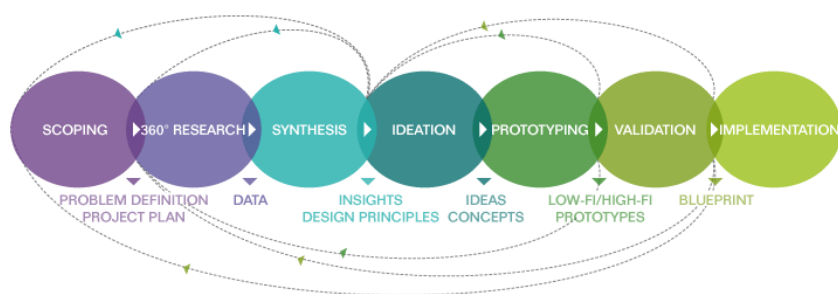 SCOPING
360° RESEARCH
SYNTHESIS
IDEATION
PROTOTYPING
VALIDATION
IMPLEMENTATION
PROBLEM DEFINITION
PROJECT PLAN
DATA
INSIGHTS
DESIGN PRINCIPLES
IDEAS
CONCEPTS
LOW-FI/HIGH-FI
PROTOTYPES
BLUEPRINT